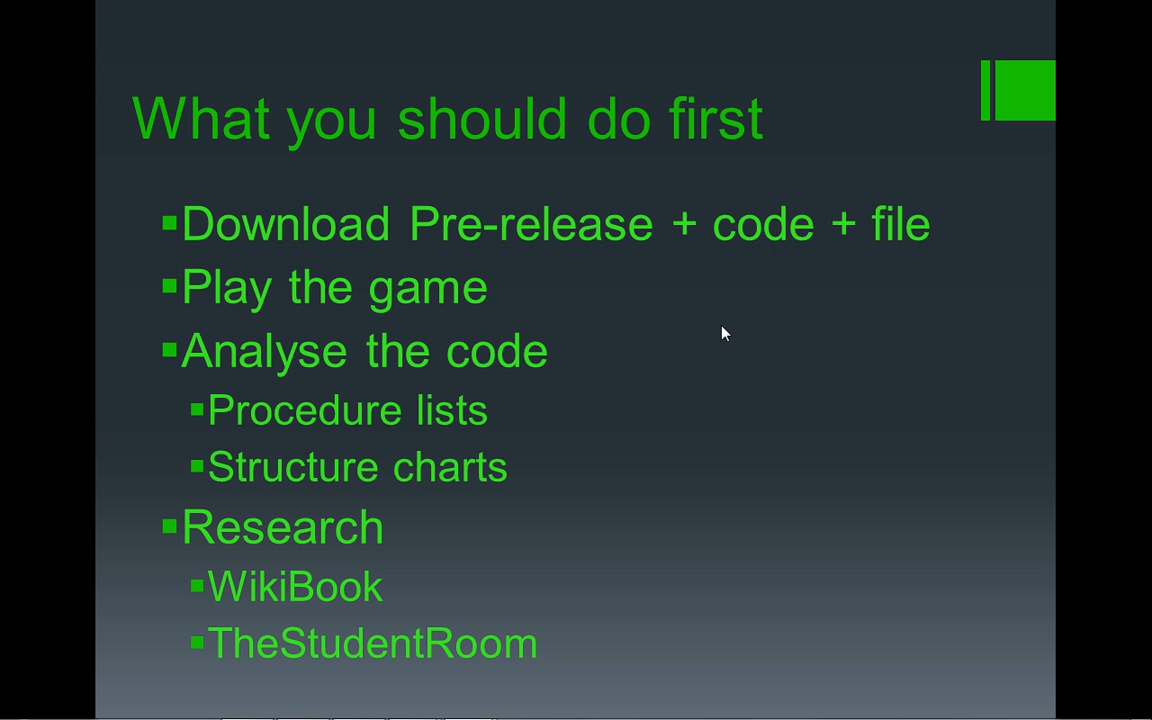 What you should do first
Download Pre-release + code + file
Play the game
Analyse the code
Procedure lists
Structure charts
Research
WikiBook
TheStudentRoom